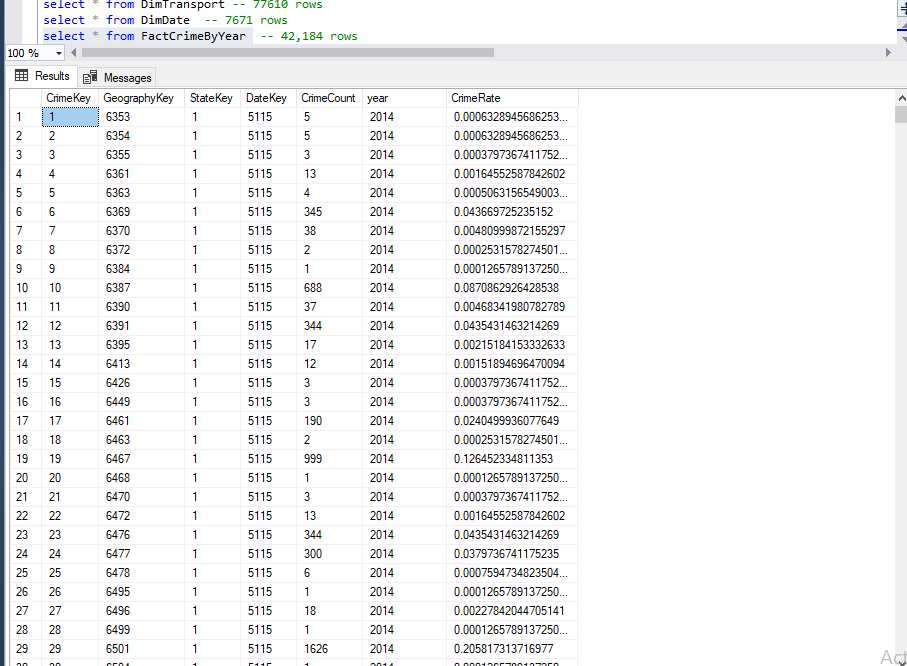 select * from DimTransport -- 77610 rows
select * from DimDate -- 7671 rows
select * from FactCrimeByYear -- 42,184 rows
100 %
Results Messages
CrimeKey GeographyKey StateKey DateKey CrimeCount year CrimeRate
1 1 6353 1 5115 5 2014 0.0006328945686253...
2 2 6354 1 5115 5 2014 0.0006328945686253...
3 3 6355 1 5115 3 2014 0.0003797367411752...
4 4 6361 1 5115 13 2014 0.00164552587842602
5 5 6363 1 5115 4 2014 0.0005063156549003...
6 6 6369 1 5115 345 2014 0.043669725235152
7 7 6370 1 5115 38 2014 0.00480999872155297
8 8 6372 1 5115 2 2014 0.0002531578274501...
9 9 6384 1 5115 1 2014 0.0001265789137250...
10 10 6387 1 5115 688 2014 0.0870862926428538
11 11 6390 1 5115 37 2014 0.00468341980782789
12 12 6391 1 5115 344 2014 0.0435431463214269
13 13 6395 1 5115 17 2014 0.00215184153332633
14 14 6413 1 5115 12 2014 0.00151894696470094
15 15 6426 1 5115 3 2014 0.0003797367411752...
16 16 6449 1 5115 3 2014 0.0003797367411752...
17 17 6461 1 5115 190 2014 0.0240499936077649
18 18 6463 1 5115 2 2014 0.0002531578274501...
19 19 6467 1 5115 999 2014 0.126452334811353
20 20 6468 1 5115 1 2014 0.0001265789137250...
21 21 6470 1 5115 3 2014 0.0003797367411752...
22 22 6472 1 5115 13 2014 0.00164552587842602
23 23 6476 1 5115 344 2014 0.0435431463214269
24 24 6477 1 5115 300 2014 0.0379736741175235
25 25 6478 1 5115 6 2014 0.0007594734823504...
26 26 6495 1 5115 1 2014 0.0001265789137250...
27 27 6496 1 5115 18 2014 0.00227842044705141
28 28 6499 1 5115 1 2014 0.0001265789137250...
29 29 6501 1 5115 1626 2014 0.205817313716977